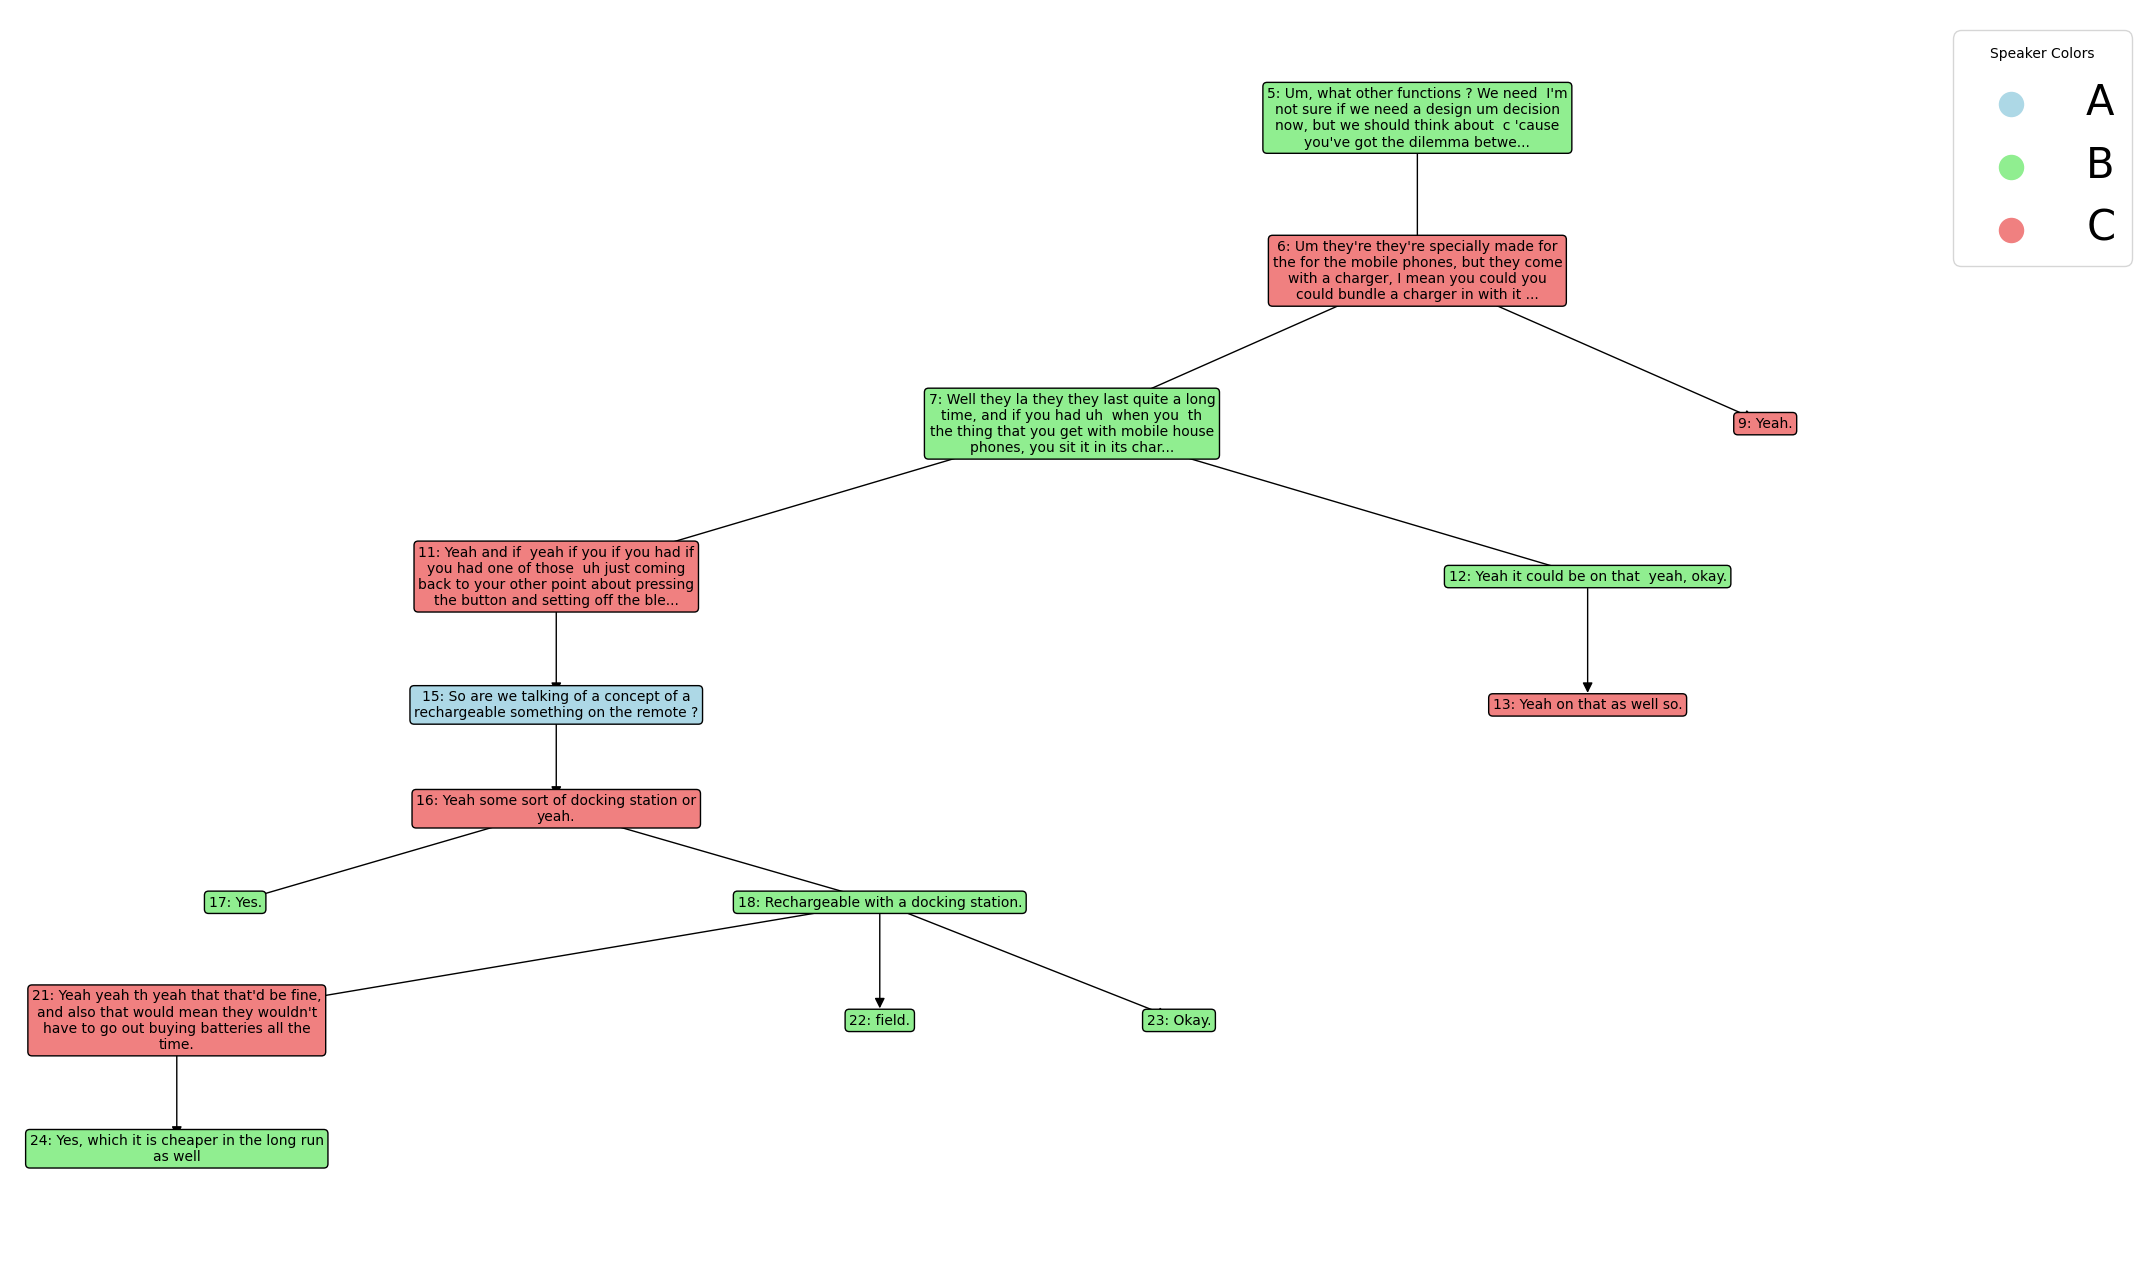 Speaker Colors
A
B
C
5: Um, what other functions ? We need  I'm
not sure if we need a design um decision
now, but we should think about  c 'cause
you've got the dilemma betwe...
6: Um they're they're specially made for
the for the mobile phones, but they come
with a charger, I mean you could you
could bundle a charger in with it ...
7: Well they la they they last quite a long
time, and if you had uh  when you  th
the thing that you get with mobile house
phones, you sit it in its char...
9: Yeah.
11: Yeah and if  yeah if you if you had if
you had one of those  uh just coming
back to your other point about pressing
the button and setting off the ble...
12: Yeah it could be on that  yeah, okay.
15: So are we talking of a concept of a
rechargeable something on the remote ?
13: Yeah on that as well so.
16: Yeah some sort of docking station or
yeah.
17: Yes.
18: Rechargeable with a docking station.
21: Yeah yeah th yeah that that'd be fine,
and also that would mean they wouldn't
have to go out buying batteries all the
time.
22: field.
23: Okay.
24: Yes, which it is cheaper in the long run
as well